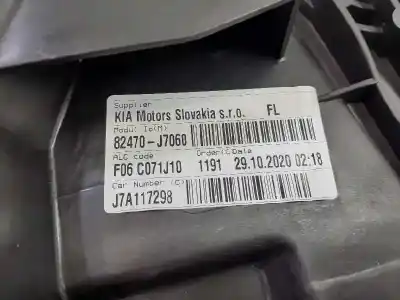 Supplier
KIA Motors Slovakia s.r.o. FL
Modul Id(M)
82470-J7060
ALC code Order(), Date
F06 C071J10 1191 29.10.2020 02:18
Car Number (C)
J7A117298